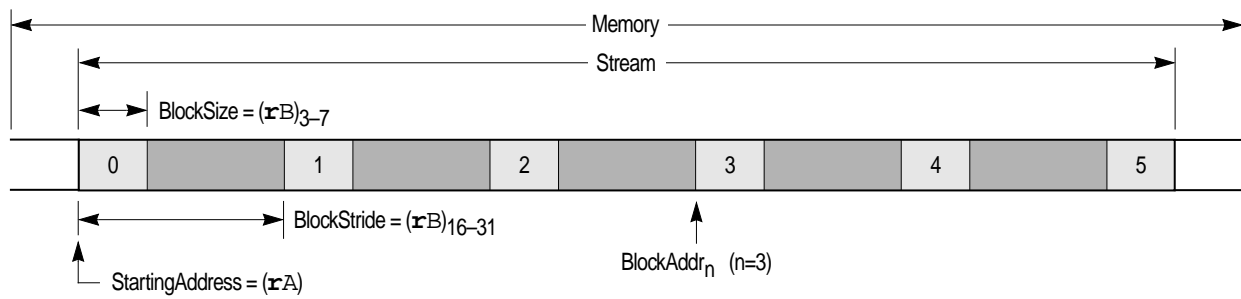 Memory
Stream
BlockSize = (rB)3–7
0 1 2 3 4 5
BlockStride = (rB)16–31
BlockAddrn (n=3)
StartingAddress = (rA)